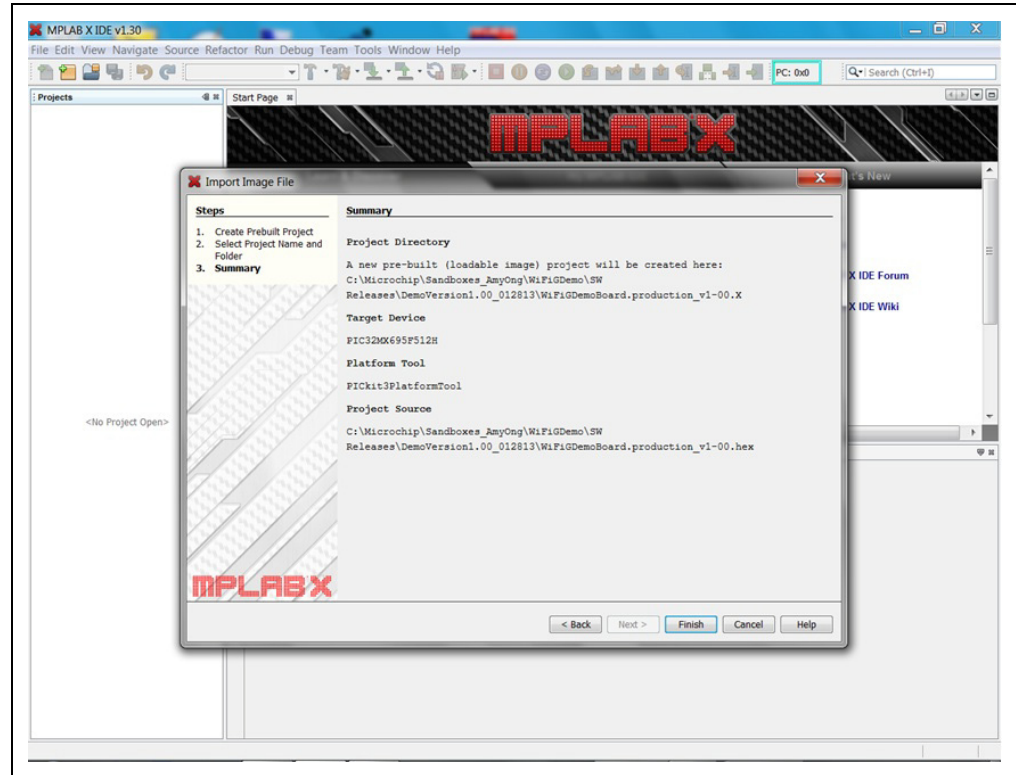 MPLAB X IDE v1.30
File Edit View Navigate Source Refactor Run Debug Team Tools Window Help
PC: 0x0
Search (Ctrl+I)
Projects
Start Page
MPLAB X
t's New
Import Image File
Steps
1. Create Prebuilt Project
2. Select Project Name and
Folder
3. Summary
Summary
Project Directory
A new pre-built (loadable image) project will be created here:
C:\Microchip\Sandboxes_AmyOng\WiFiGDemo\SW
Releases\DemoVersion1.00_012813\WiFiGDemoBoard.production_v1-00.X
Target Device
PIC32MX695F512H
Platform Tool
PICkit3PlatformTool
Project Source
C:\Microchip\Sandboxes_AmyOng\WiFiGDemo\SW
Releases\DemoVersion1.00_012813\WiFiGDemoBoard.production_v1-00.hex
X IDE Forum
X IDE Wiki
<No Project Open>
MPLAB X
< Back
Next >
Finish
Cancel
Help